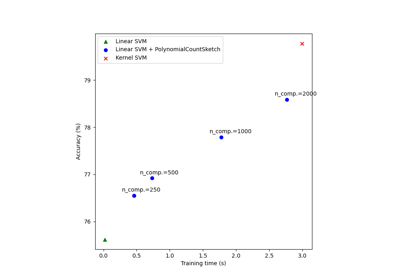 Linear SVM
Linear SVM + PolynomialCountSketch
Kernel SVM
n_comp.=2000
n_comp.=1000
n_comp.=500
n_comp.=250
Accuracy (%)
79
78
77
76
0.0 0.5 1.0 1.5 2.0 2.5 3.0
Training time (s)